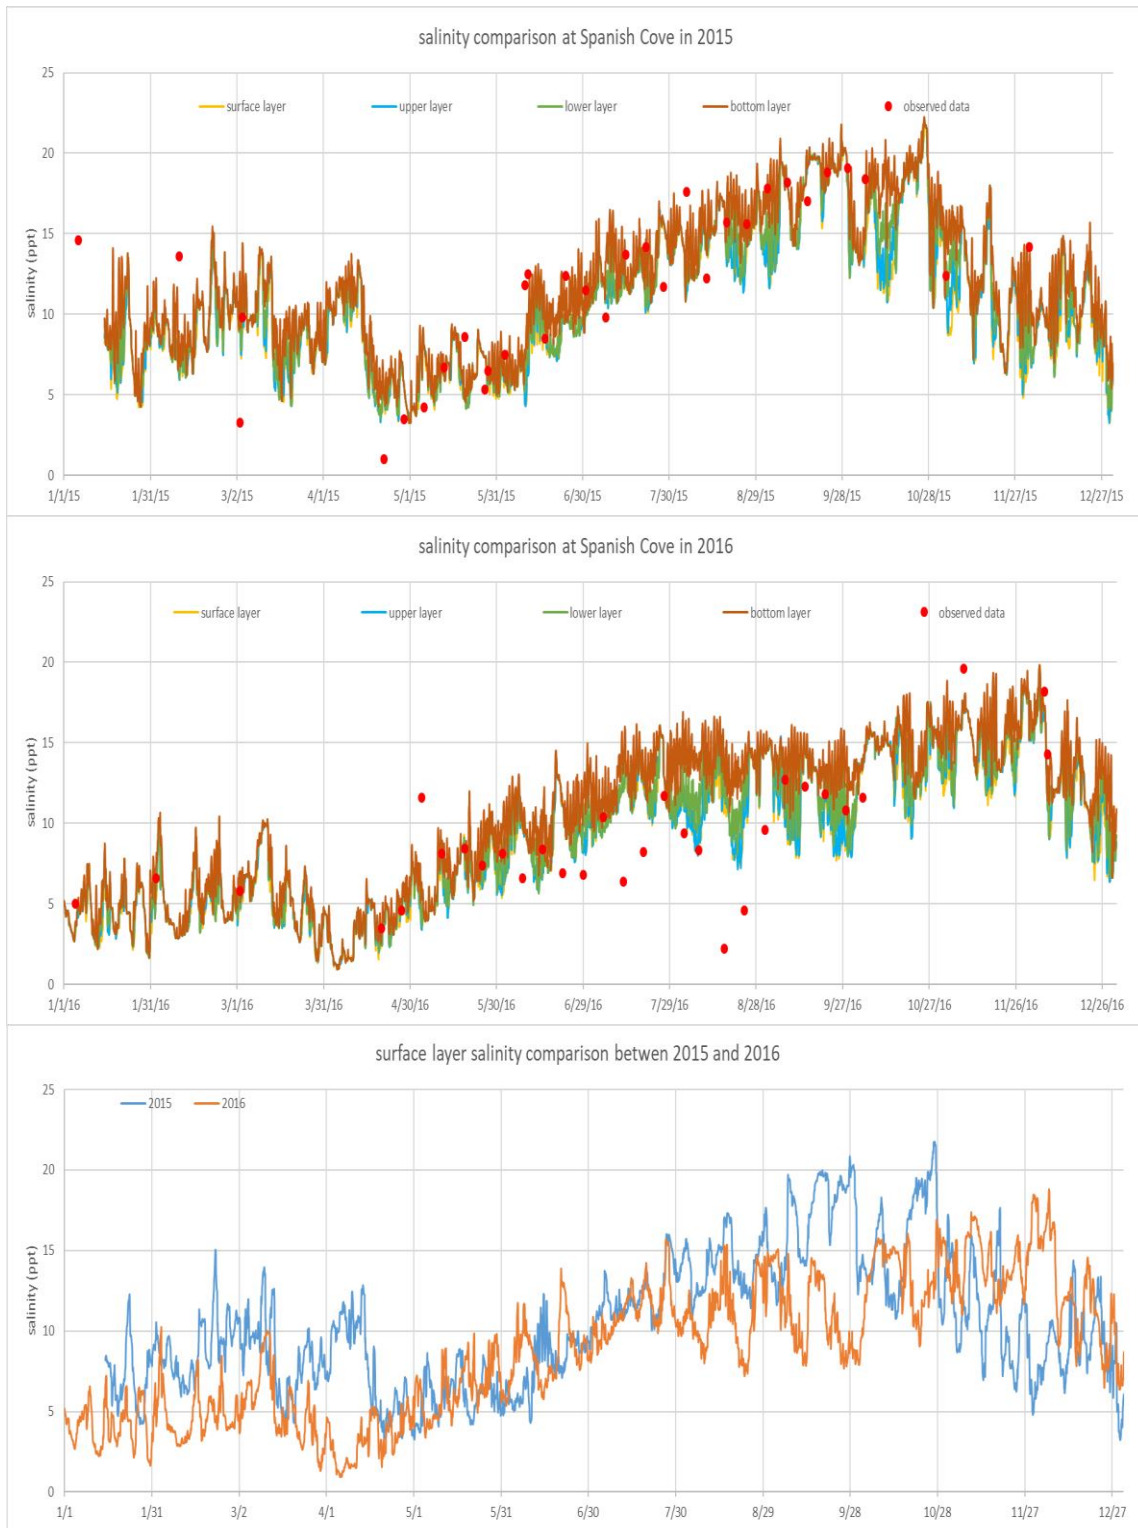 salinity comparison at Spanish Cove in 2015
25
surface layer upper layer lower layer bottom layer observed data
20
15
10
5
0
salinity (ppt)
1/1/15 1/31/15 3/2/15 4/1/15 5/1/15 5/31/15 6/30/15 7/30/15 8/29/15 9/28/15 10/28/15 11/27/15 12/27/15
salinity comparison at Spanish Cove in 2016
25
surface layer upper layer lower layer bottom layer observed data
20
15
10
5
0
salinity (ppt)
1/1/16 1/31/16 3/1/16 3/31/16 4/30/16 5/30/16 6/29/16 7/29/16 8/28/16 9/27/16 10/27/16 11/26/16 12/26/16
surface layer salinity comparison betwen 2015 and 2016
25
2015 2016
20
15
10
5
0
salinity (ppt)
1/1 1/31 3/2 4/1 5/1 5/31 6/30 7/30 8/29 9/28 10/28 11/27 12/27